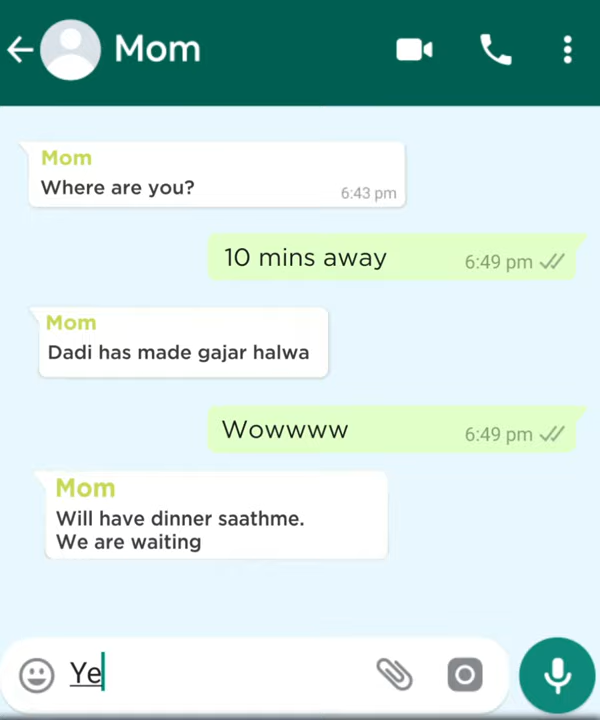 Mom
Mom
Where are you?
6:43 pm
10 mins away
6:49 pm
Mom
Dadi has made gajar halwa
Wowwww
6:49 pm
Mom
Will have dinner saathme.
We are waiting
Ye